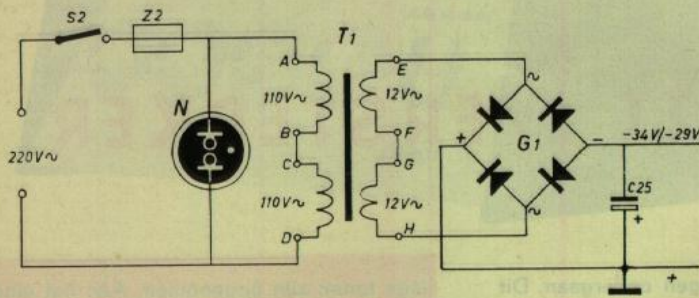 S2
Z2
T1
A
E
N
110V~
12V~
~
B
F
+
G1
−
-34V/-29V
C
G
220V~
C25
110V~
12V~
+
~
D
H
+